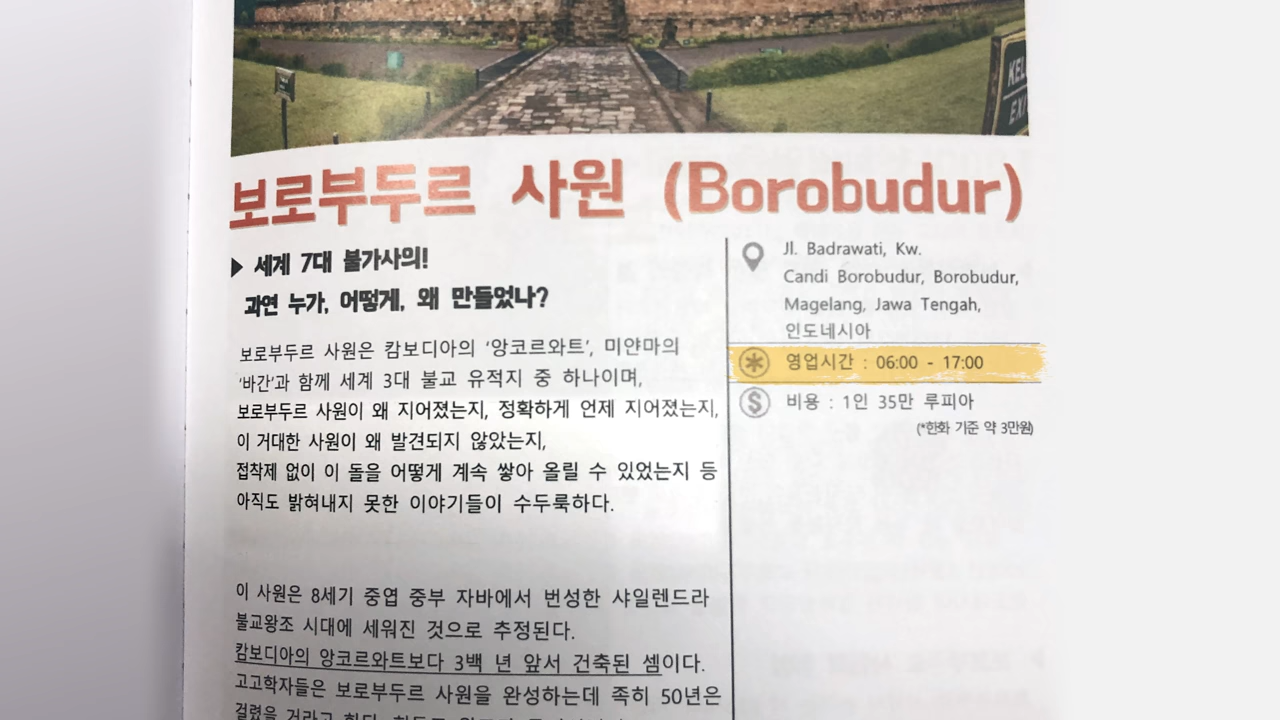 보로부두르 사원 (Borobudur)
▶ 세계 7대 불가사의!
과연 누가, 어떻게, 왜 만들었나?
보로부두르 사원은 캄보디아의 ‘앙코르와트’, 미얀마의
‘바간’과 함께 세계 3대 불교 유적지 중 하나이며,
보로부두르 사원이 왜 지어졌는지, 정확하게 언제 지어졌는지,
이 거대한 사원이 왜 발견되지 않았는지,
접착제 없이 이 돌을 어떻게 계속 쌓아 올릴 수 있었는지 등
아직도 밝혀내지 못한 이야기들이 수두룩하다.
이 사원은 8세기 중엽 중부 자바에서 번성한 샤일렌드라
불교왕조 시대에 세워진 것으로 추정된다.
캄보디아의 앙코르와트보다 3백 년 앞서 건축된 셈이다.
고고학자들은 보로부두르 사원을 완성하는데 족히 50년은
걸렸을 거라고
Jl. Badrawati, Kw.
Candi Borobudur, Borobudur,
Magelang, Jawa Tengah,
인도네시아
영업시간 : 06:00 - 17:00
비용 : 1인 35만 루피아
(*한화 기준 약 3만원)